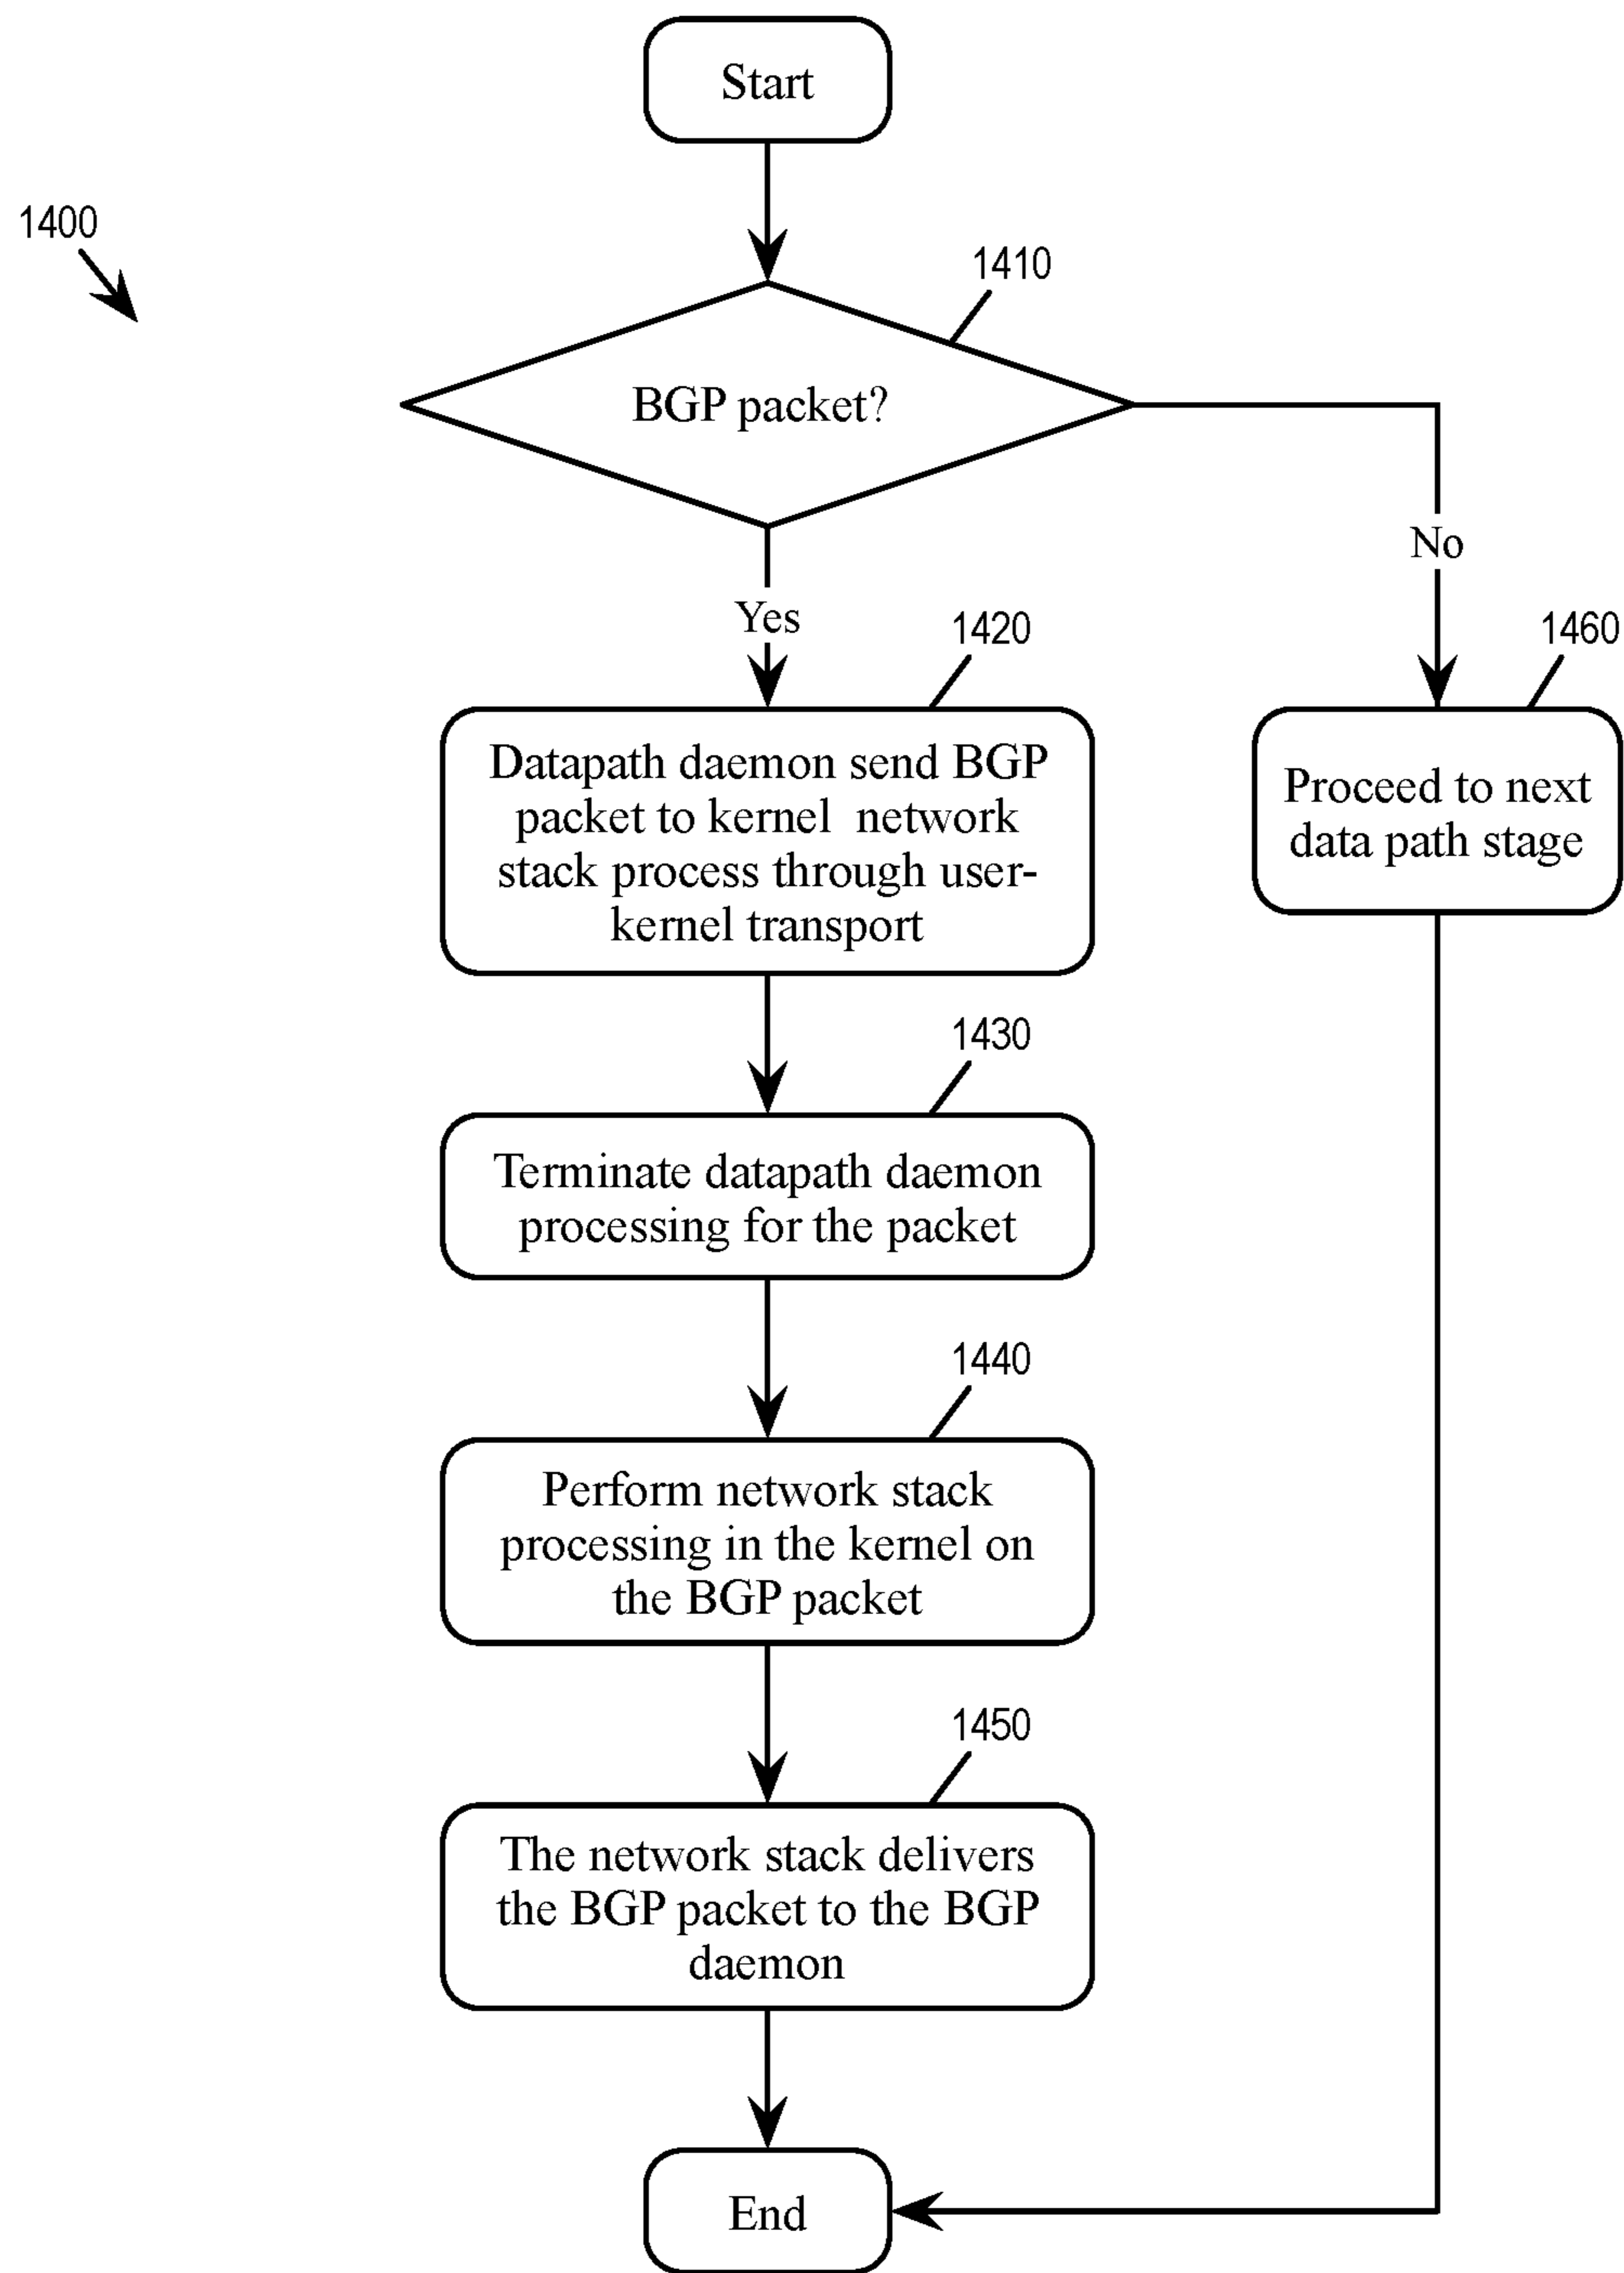 Start
1400
1410
BGP packet?
No
Yes
1420
1460
Datapath daemon send BGP
packet to kernel network
stack process through user-
kernel transport
Proceed to next
data path stage
1430
Terminate datapath daemon
processing for the packet
1440
Perform network stack
processing in the kernel on
the BGP packet
1450
The network stack delivers
the BGP packet to the BGP
daemon
End